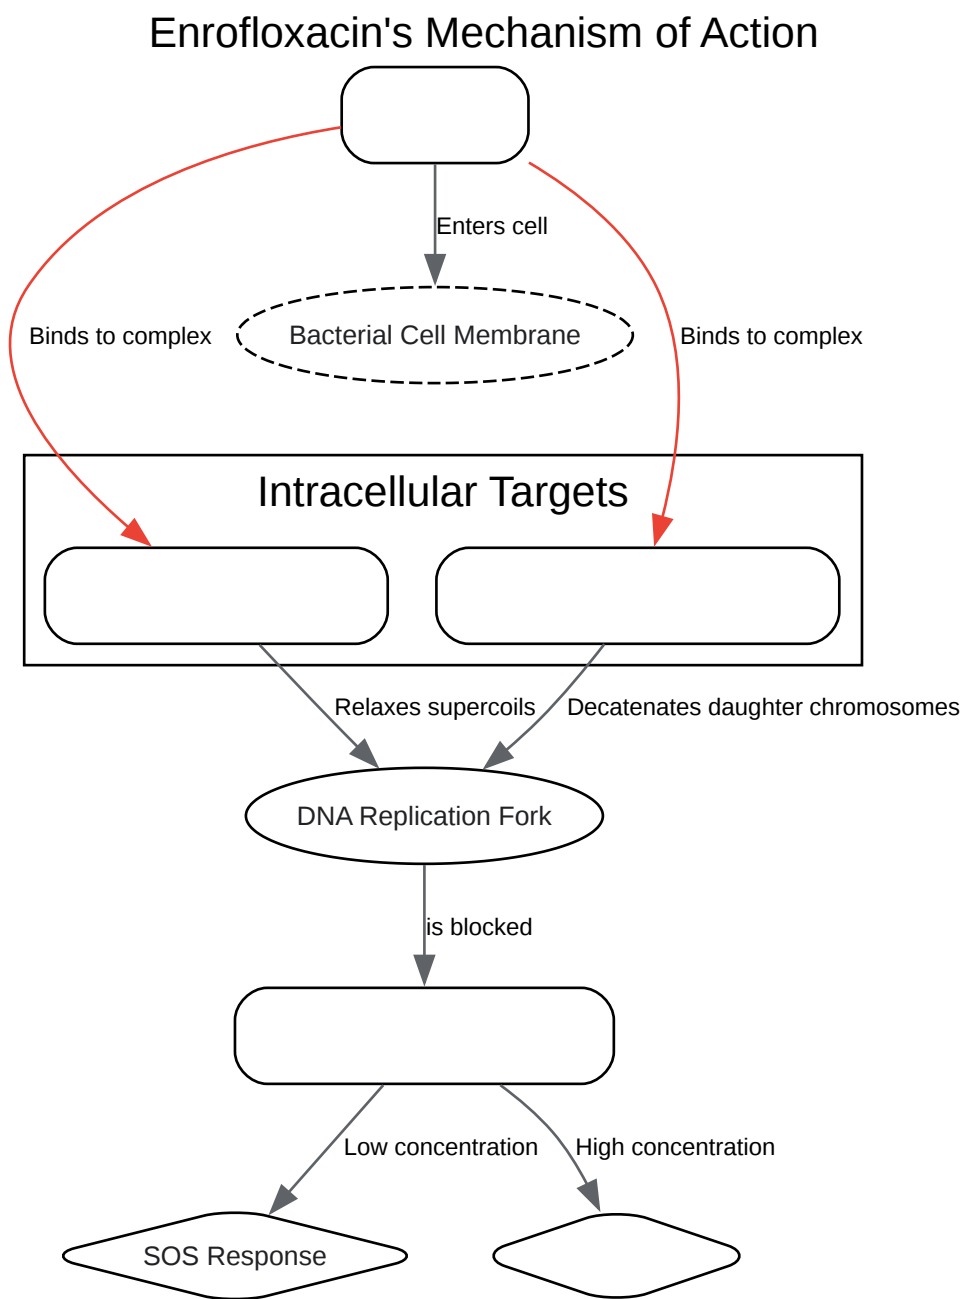 Enrofloxacin's Mechanism of Action
Enters cell
Binds to complex
Bacterial Cell Membrane
Binds to complex
Intracellular Targets
Relaxes supercoils
Decatenates daughter chromosomes
DNA Replication Fork
is blocked
Low concentration
High concentration
SOS Response